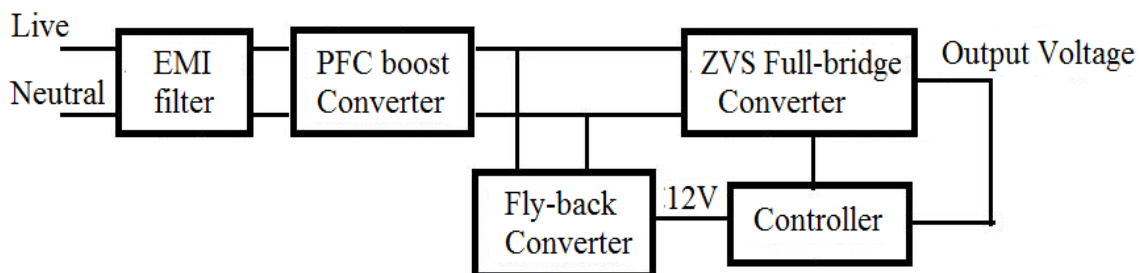 Live
Neutral
EMI
filter
PFC boost
Converter
ZVS Full-bridge
Converter
Output Voltage
Fly-back
Converter
12V
Controller